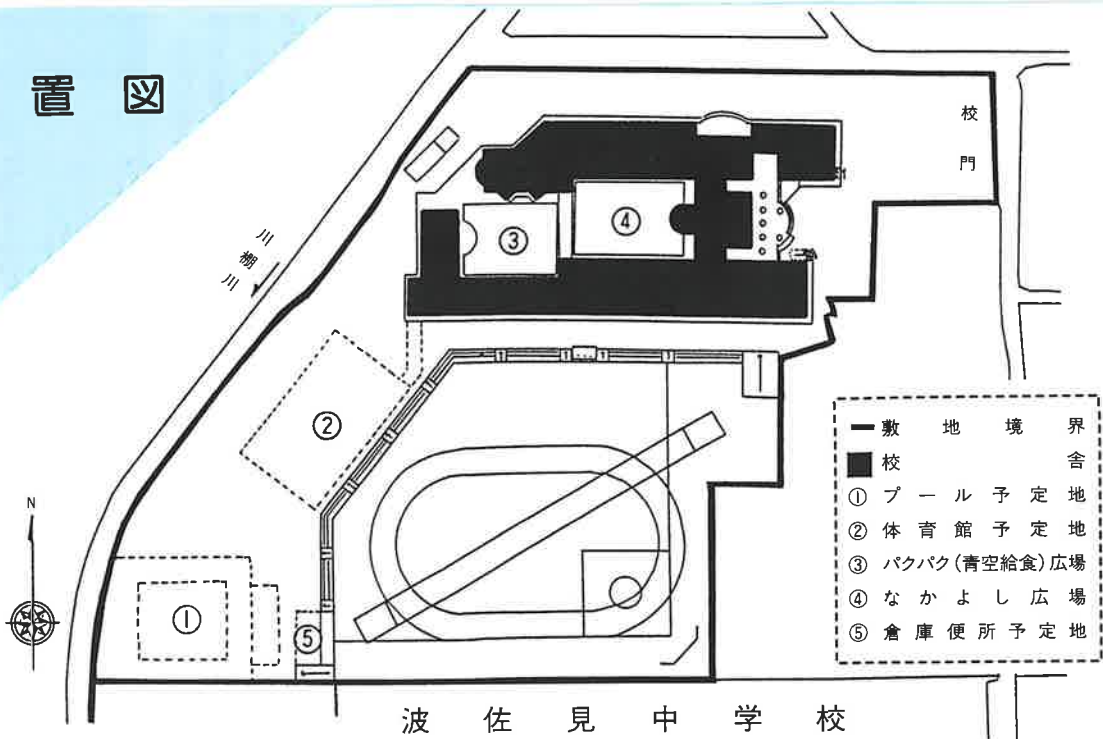 置図
校門
川棚川
④
③
②
①
⑤
N
敷地境界
校舎
① プール予定地
② 体育館予定地
③ パクパク(青空給食)広場
④ なかよし広場
⑤ 倉庫便所予定地
波佐見中学校